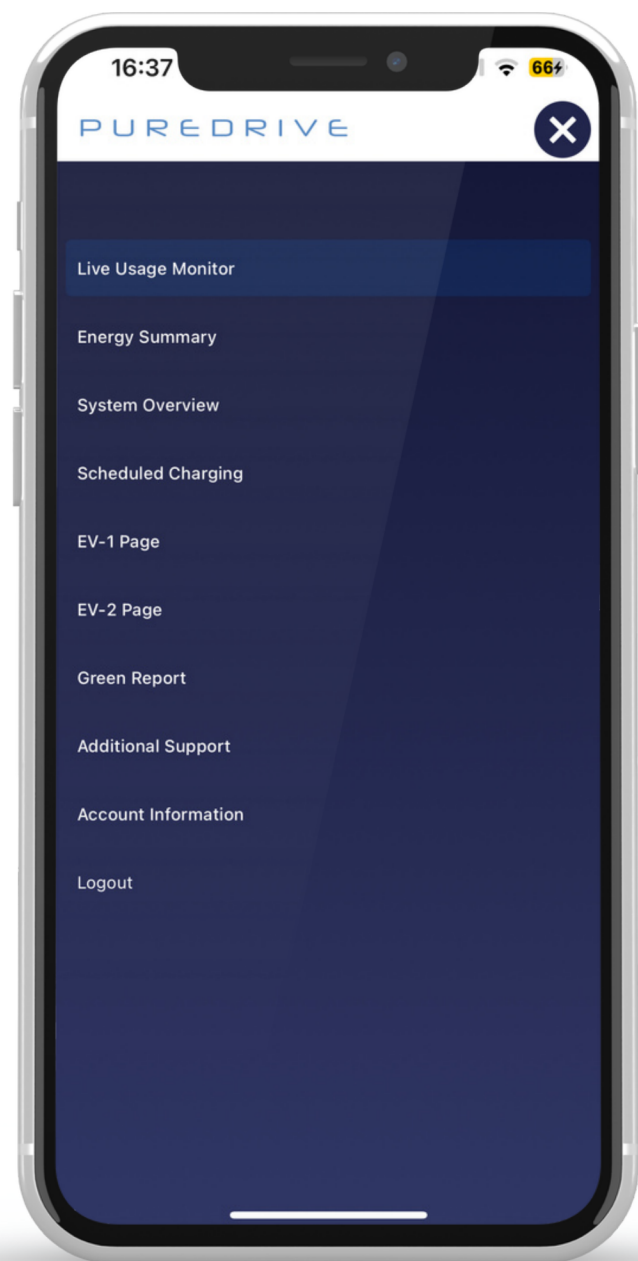 16:37
66
PUREDRIVE
Live Usage Monitor
Energy Summary
System Overview
Scheduled Charging
EV-1 Page
EV-2 Page
Green Report
Additional Support
Account Information
Logout